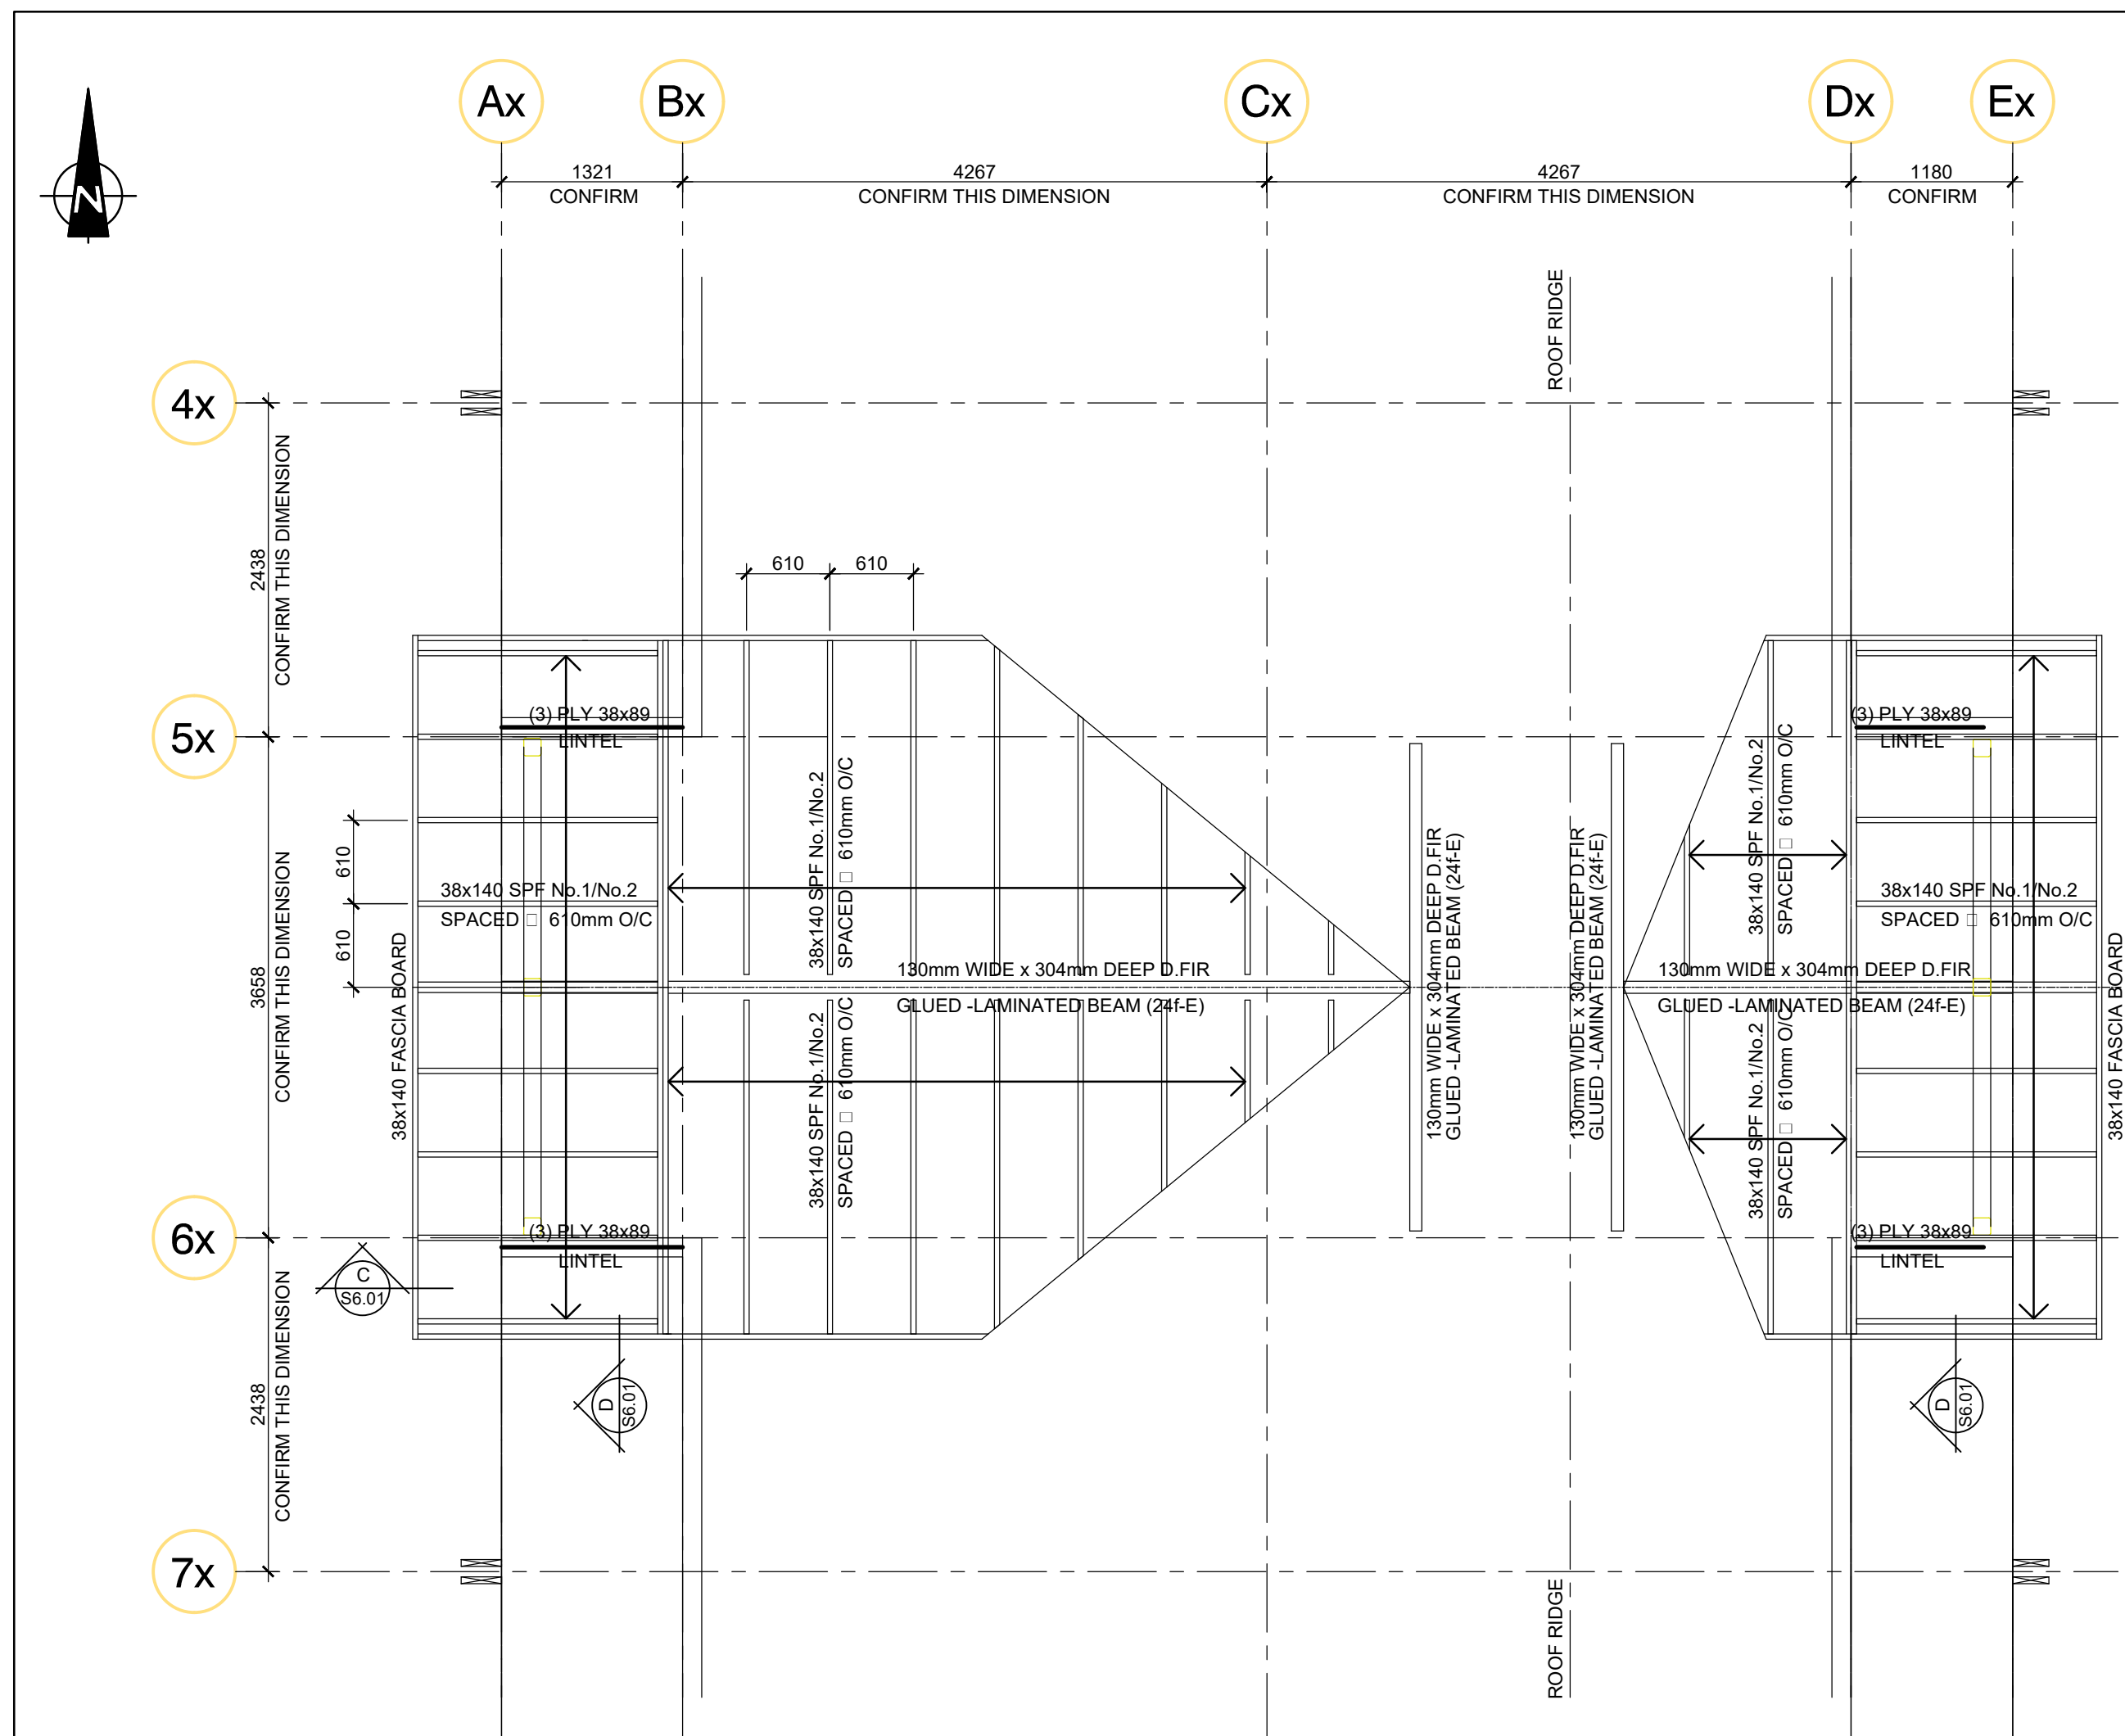 Ax
Bx
Cx
Dx
Ex
N
1321
CONFIRM
4267
CONFIRM THIS DIMENSION
4267
CONFIRM THIS DIMENSION
1180
CONFIRM
ROOF RIDGE
4x
2438
CONFIRM THIS DIMENSION
610
610
5x
(3) PLY 38x89
LINTEL
(3) PLY 38x89
LINTEL
3658
CONFIRM THIS DIMENSION
610
610
38x140 SPF No.1/No.2
SPACED □ 610mm O/C
38x140 FASCIA BOARD
38x140 SPF No.1/No.2
SPACED □ 610mm O/C
130mm WIDE x 304mm DEEP D.FIR
GLUED -LAMINATED BEAM (24f-E)
38x140 SPF No.1/No.2
SPACED □ 610mm O/C
130mm WIDE x 304mm DEEP D.FIR
GLUED -LAMINATED BEAM (24f-E)
130mm WIDE x 304mm DEEP D.FIR
GLUED -LAMINATED BEAM (24f-E)
38x140 SPF No.1/No.2
SPACED □ 610mm O/C
130mm WIDE x 304mm DEEP D.FIR
GLUED -LAMINATED BEAM (24f-E)
38x140 SPF No.1/No.2
SPACED □ 610mm O/C
38x140 SPF No.1/No.2
SPACED □ 610mm O/C
38x140 FASCIA BOARD
6x
(3) PLY 38x89
LINTEL
(3) PLY 38x89
LINTEL
C
S6.01
D
S6.01
D
S6.01
2438
CONFIRM THIS DIMENSION
7x
ROOF RIDGE